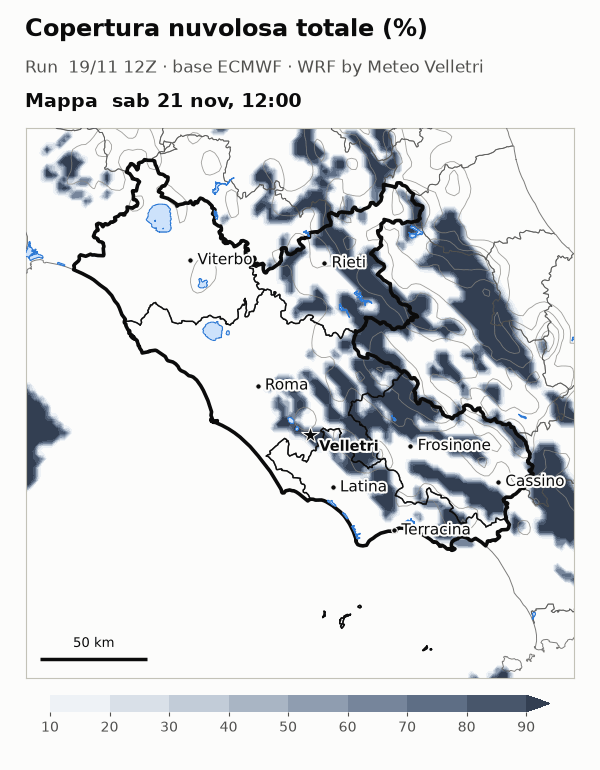 Copertura nuvolosa totale (%)
Run  19/11 12Z · base ECMWF · WRF by Meteo Velletri
Mappa  sab 21 nov, 12:00
Viterbo
Rieti
Roma
Velletri
Frosinone
Cassino
Latina
Terracina
50 km
10 20 30 40 50 60 70 80 90